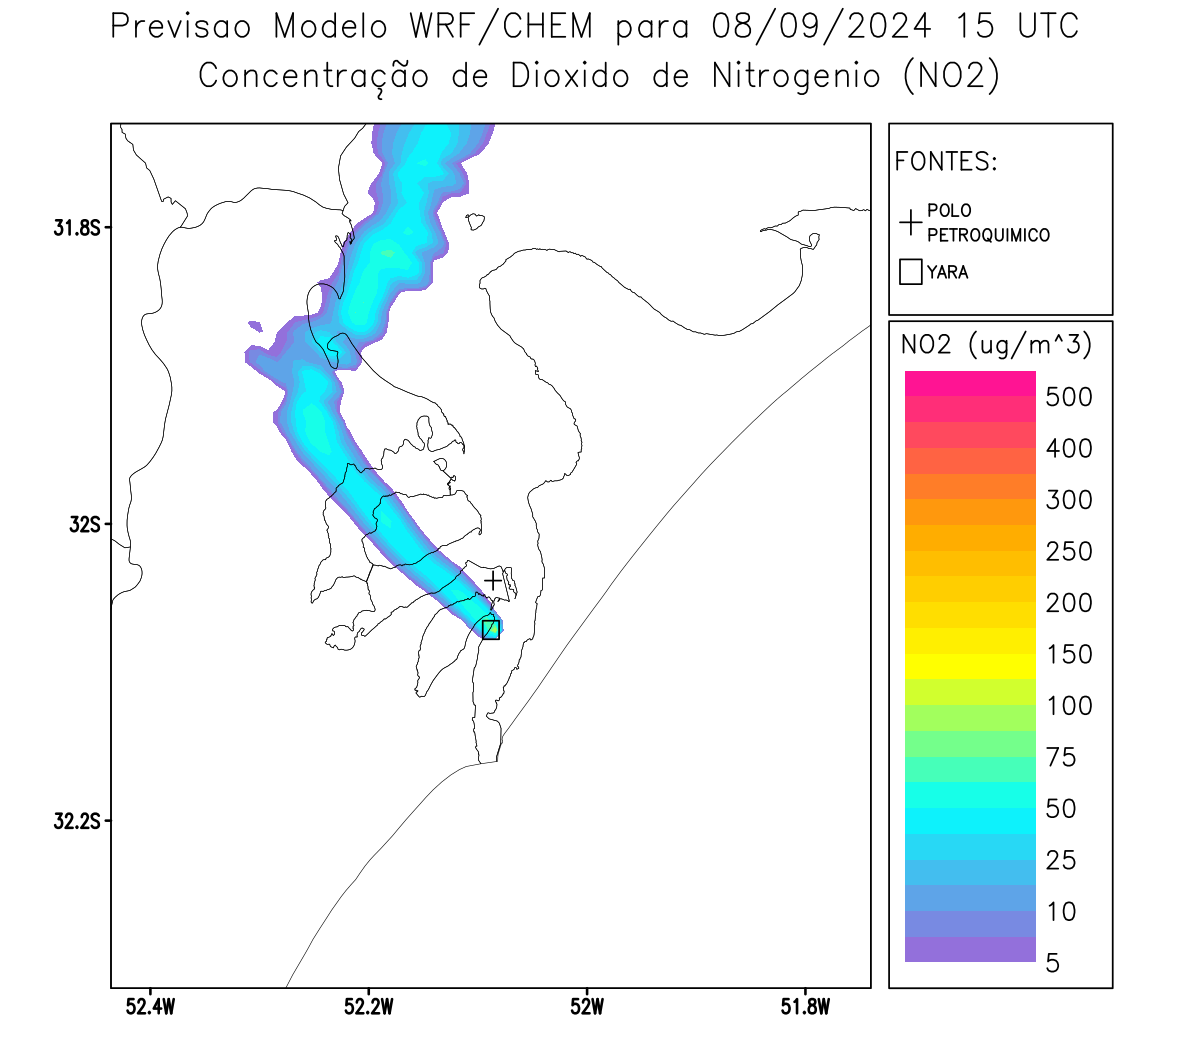 Previsao Modelo WRF/CHEM para 08/09/2024 15 UTC
Concentração de Dioxido de Nitrogenio (NO2)
FONTES:
POLO
PETROQUIMICO
YARA
31.8S
32S
32.2S
52.4W
52.2W
52W
51.8W
NO2 (ug/m^3)
500
400
300
250
200
150
100
75
50
25
10
5